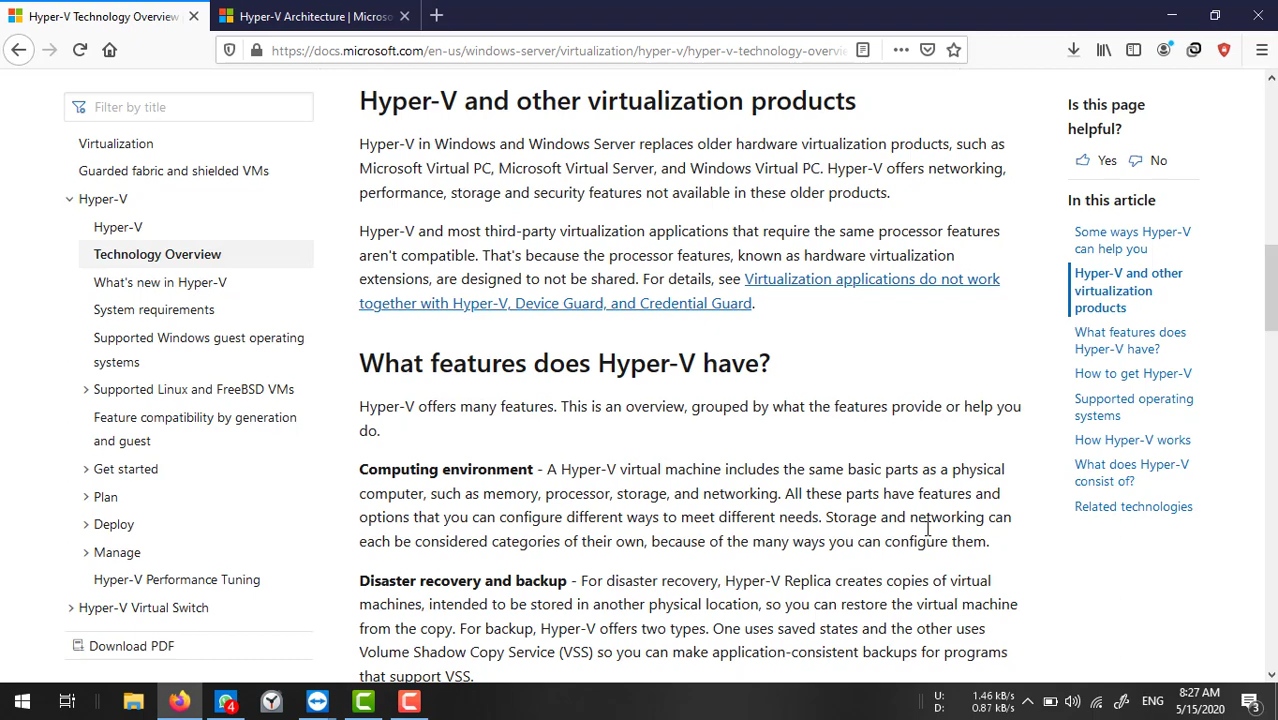 Hyper-V Technology Overview
Hyper-V Architecture | Microso
https://docs.microsoft.com/en-us/windows-server/virtualization/hyper-v/hyper-v-technology-overvie
Filter by title
Virtualization
Guarded fabric and shielded VMs
Hyper-V
Hyper-V
Technology Overview
What's new in Hyper-V
System requirements
Supported Windows guest operating
systems
Supported Linux and FreeBSD VMs
Feature compatibility by generation
and guest
Get started
Plan
Deploy
Manage
Hyper-V Performance Tuning
Hyper-V Virtual Switch
Download PDF
Hyper-V and other virtualization products
Hyper-V in Windows and Windows Server replaces older hardware virtualization products, such as
Microsoft Virtual PC, Microsoft Virtual Server, and Windows Virtual PC. Hyper-V offers networking,
performance, storage and security features not available in these older products.
Hyper-V and most third-party virtualization applications that require the same processor features
aren't compatible. That's because the processor features, known as hardware virtualization
extensions, are designed to not be shared. For details, see Virtualization applications do not work
together with Hyper-V, Device Guard, and Credential Guard.
What features does Hyper-V have?
Hyper-V offers many features. This is an overview, grouped by what the features provide or help you
do.
Computing environment - A Hyper-V virtual machine includes the same basic parts as a physical
computer, such as memory, processor, storage, and networking. All these parts have features and
options that you can configure different ways to meet different needs. Storage and networking can
each be considered categories of their own, because of the many ways you can configure them.
Disaster recovery and backup - For disaster recovery, Hyper-V Replica creates copies of virtual
machines, intended to be stored in another physical location, so you can restore the virtual machine
from the copy. For backup, Hyper-V offers two types. One uses saved states and the other uses
Volume Shadow Copy Service (VSS) so you can make application-consistent backups for programs
that support VSS.
Is this page
helpful?
Yes No
In this article
Some ways Hyper-V
can help you
Hyper-V and other
virtualization
products
What features does
Hyper-V have?
How to get Hyper-V
Supported operating
systems
How Hyper-V works
What does Hyper-V
consist of?
Related technologies
4
U: 1.46 kB/s
D: 0.87 kB/s
ENG
8:27 AM
5/15/2020
3